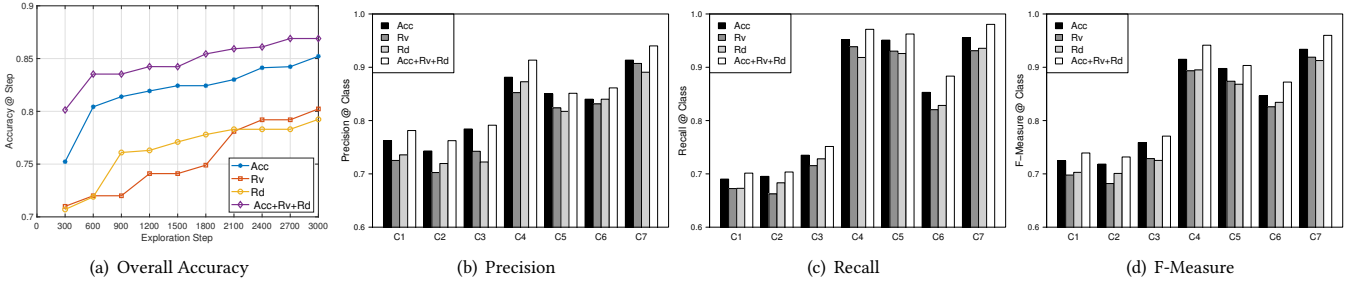 0.9
0.85
0.8
0.75
0.7
Accuracy @ Step
0 300 600 900 1200 1500 1800 2100 2400 2700 3000
Exploration Step
Acc
Rv
Rd
Acc+Rv+Rd
(a) Overall Accuracy
1.0
0.9
0.8
0.7
0.6
Precision @ Class
Acc
Rv
Rd
Acc+Rv+Rd
C1 C2 C3 C4 C5 C6 C7
(b) Precision
1.0
0.9
0.8
0.7
0.6
Recall @ Class
Acc
Rv
Rd
Acc+Rv+Rd
C1 C2 C3 C4 C5 C6 C7
(c) Recall
1.0
0.9
0.8
0.7
0.6
F−Measure @ Class
Acc
Rv
Rd
Acc+Rv+Rd
C1 C2 C3 C4 C5 C6 C7
(d) F-Measure